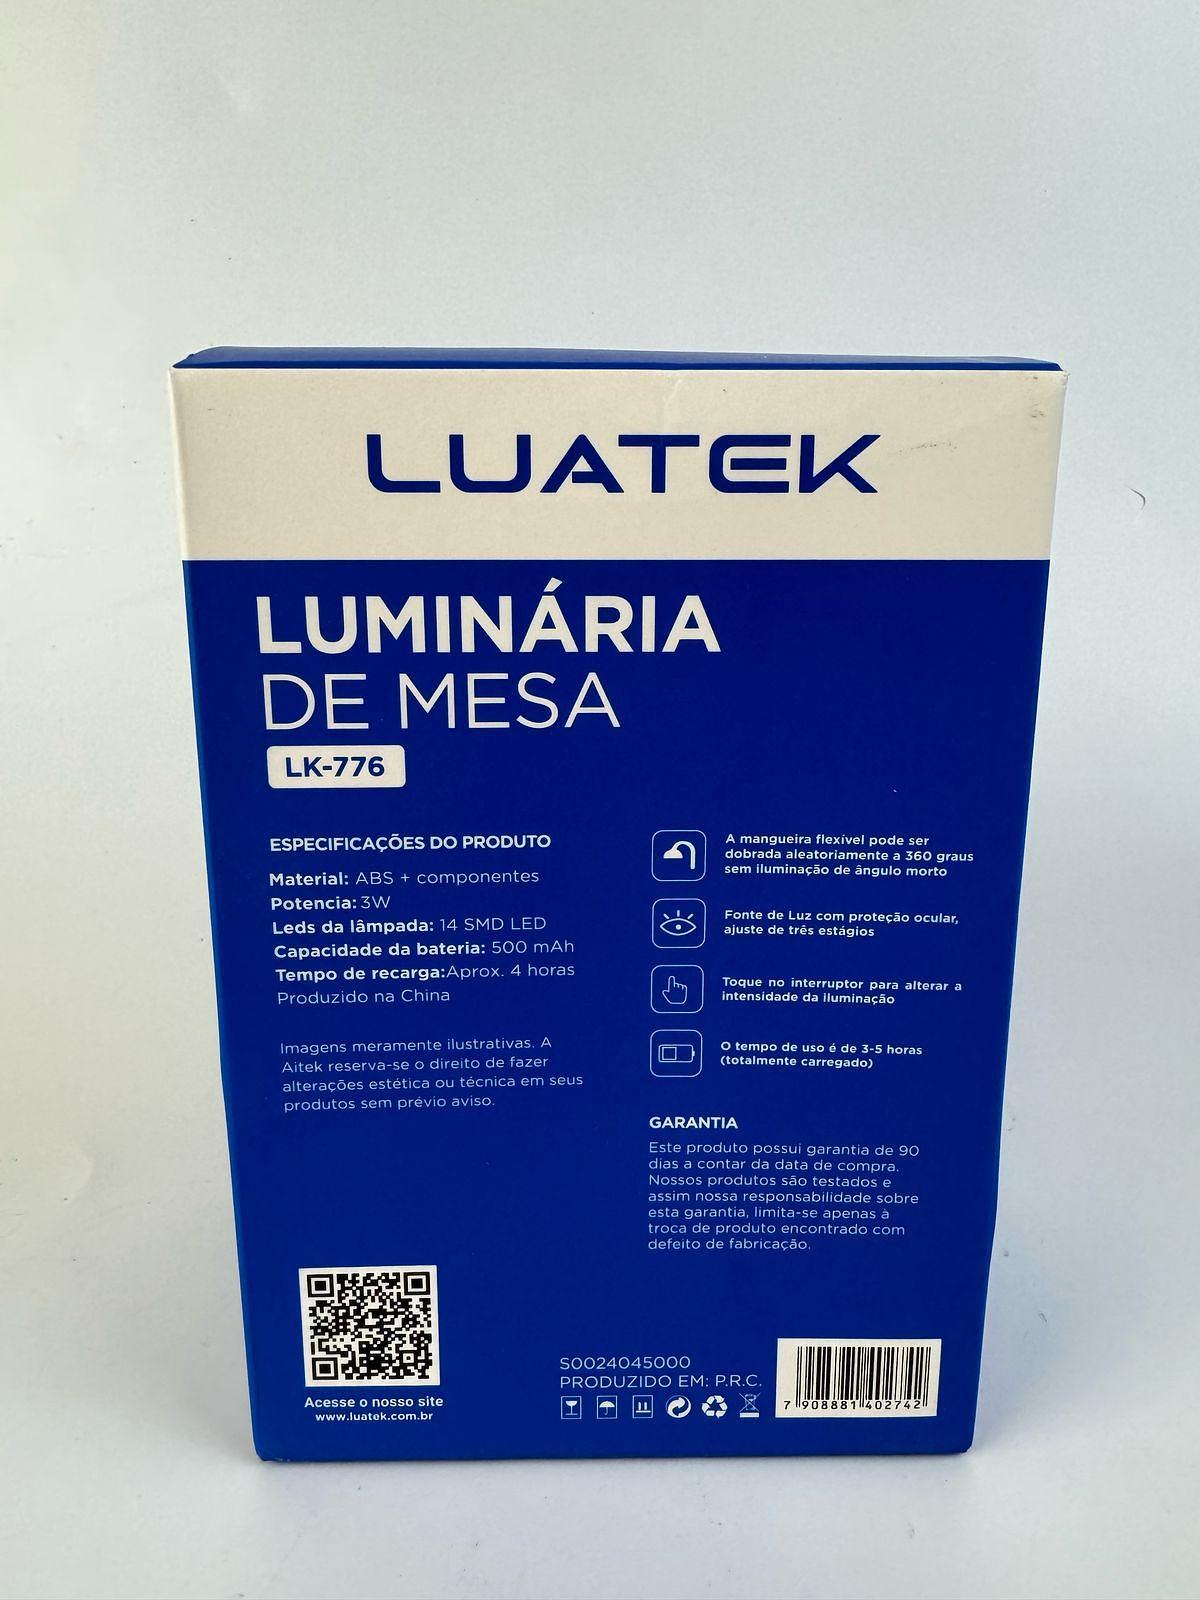 LUATEK
LUMINÁRIA
DE MESA
LK-776
ESPECIFICAÇÕES DO PRODUTO
Material: ABS + componentes
Potencia: 3W
Leds da lâmpada: 14 SMD LED
Capacidade da bateria: 500 mAh
Tempo de recarga:Aprox. 4 horas
Produzido na China
Imagens meramente ilustrativas. A
Aitek reserva-se o direito de fazer
alterações estética ou técnica em seus
produtos sem prévio aviso.
A mangueira flexível pode ser
dobrada aleatoriamente a 360 graus
sem iluminação de ângulo morto
Fonte de Luz com proteção ocular,
ajuste de três estágios
Toque no interruptor para alterar a
intensidade da iluminação
O tempo de uso é de 3-5 horas
(totalmente carregado)
GARANTIA
Este produto possui garantia de 90
dias a contar da data de compra.
Nossos produtos são testados e
assim nossa responsabilidade sobre
esta garantia, limita-se apenas à
troca de produto encontrado com
defeito de fabricação.
Acesse o nosso site
www.luatek.com.br
S0024045000
PRODUZIDO EM: P.R.C.
7 908881 402742